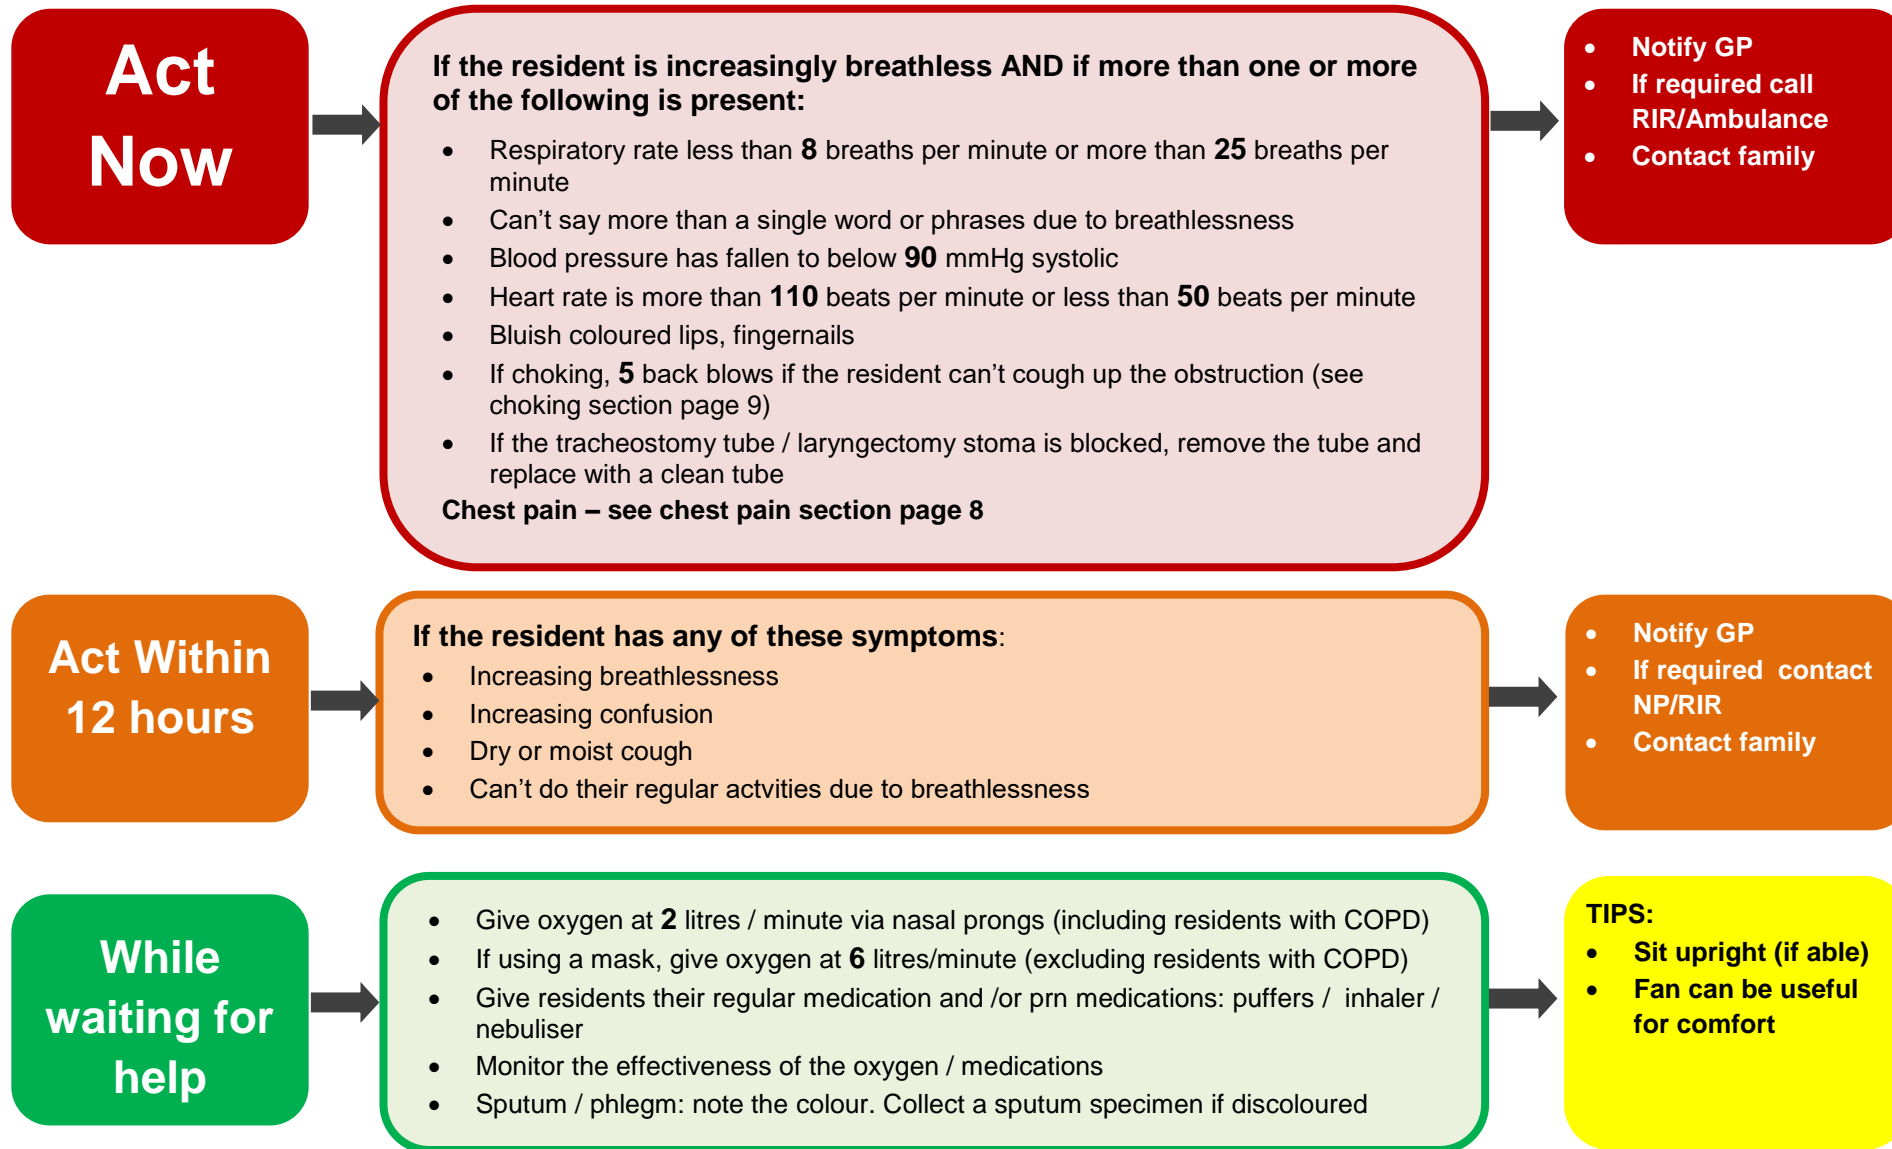 Act
Now
If the resident is increasingly breathless AND if more than one or more
of the following is present:
• Respiratory rate less than 8 breaths per minute or more than 25 breaths per
minute
• Can’t say more than a single word or phrases due to breathlessness
• Blood pressure has fallen to below 90 mmHg systolic
• Heart rate is more than 110 beats per minute or less than 50 beats per minute
• Bluish coloured lips, fingernails
• If choking, 5 back blows if the resident can’t cough up the obstruction (see
choking section page 9)
• If the tracheostomy tube / laryngectomy stoma is blocked, remove the tube and
replace with a clean tube
Chest pain – see chest pain section page 8
• Notify GP
• If required call
RIR/Ambulance
• Contact family
Act Within
12 hours
If the resident has any of these symptoms:
• Increasing breathlessness
• Increasing confusion
• Dry or moist cough
• Can’t do their regular actvities due to breathlessness
• Notify GP
• If required contact
NP/RIR
• Contact family
While
waiting for
help
• Give oxygen at 2 litres / minute via nasal prongs (including residents with COPD)
• If using a mask, give oxygen at 6 litres/minute (excluding residents with COPD)
• Give residents their regular medication and /or prn medications: puffers / inhaler /
nebuliser
• Monitor the effectiveness of the oxygen / medications
• Sputum / phlegm: note the colour. Collect a sputum specimen if discoloured
TIPS:
• Sit upright (if able)
• Fan can be useful
for comfort